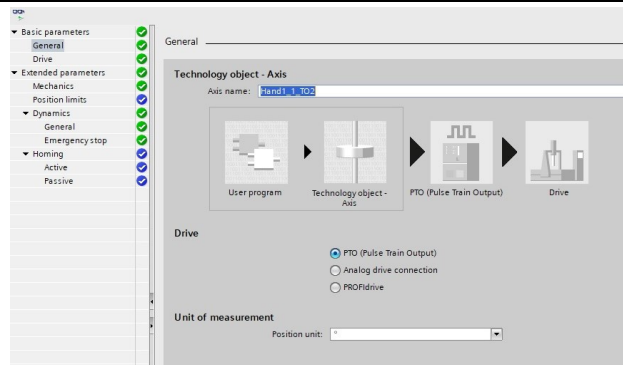 Basic parameters
General
Drive
Extended parameters
Mechanics
Position limits
Dynamics
General
Emergency stop
Homing
Active
Passive
General
Technology object - Axis
Axis name: Hand1_1_TO2
User program
Technology object -
Axis
PTO (Pulse Train Output)
Drive
Drive
PTO (Pulse Train Output)
Analog drive connection
PROFIdrive
Unit of measurement
Position unit: °